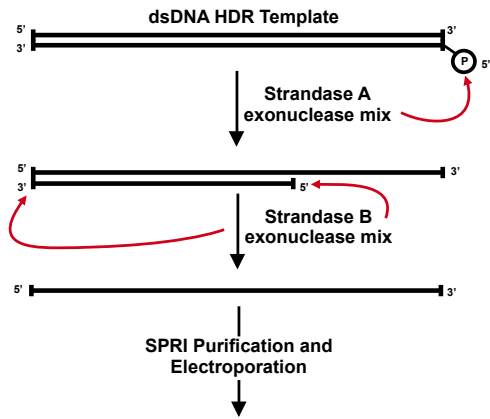 dsDNA HDR Template
5’ 3’
3’
P 5’
Strandase A
exonuclease mix
5’ 3’
3’ 5’
Strandase B
exonuclease mix
5’ 3’
SPRI Purification and
Electroporation